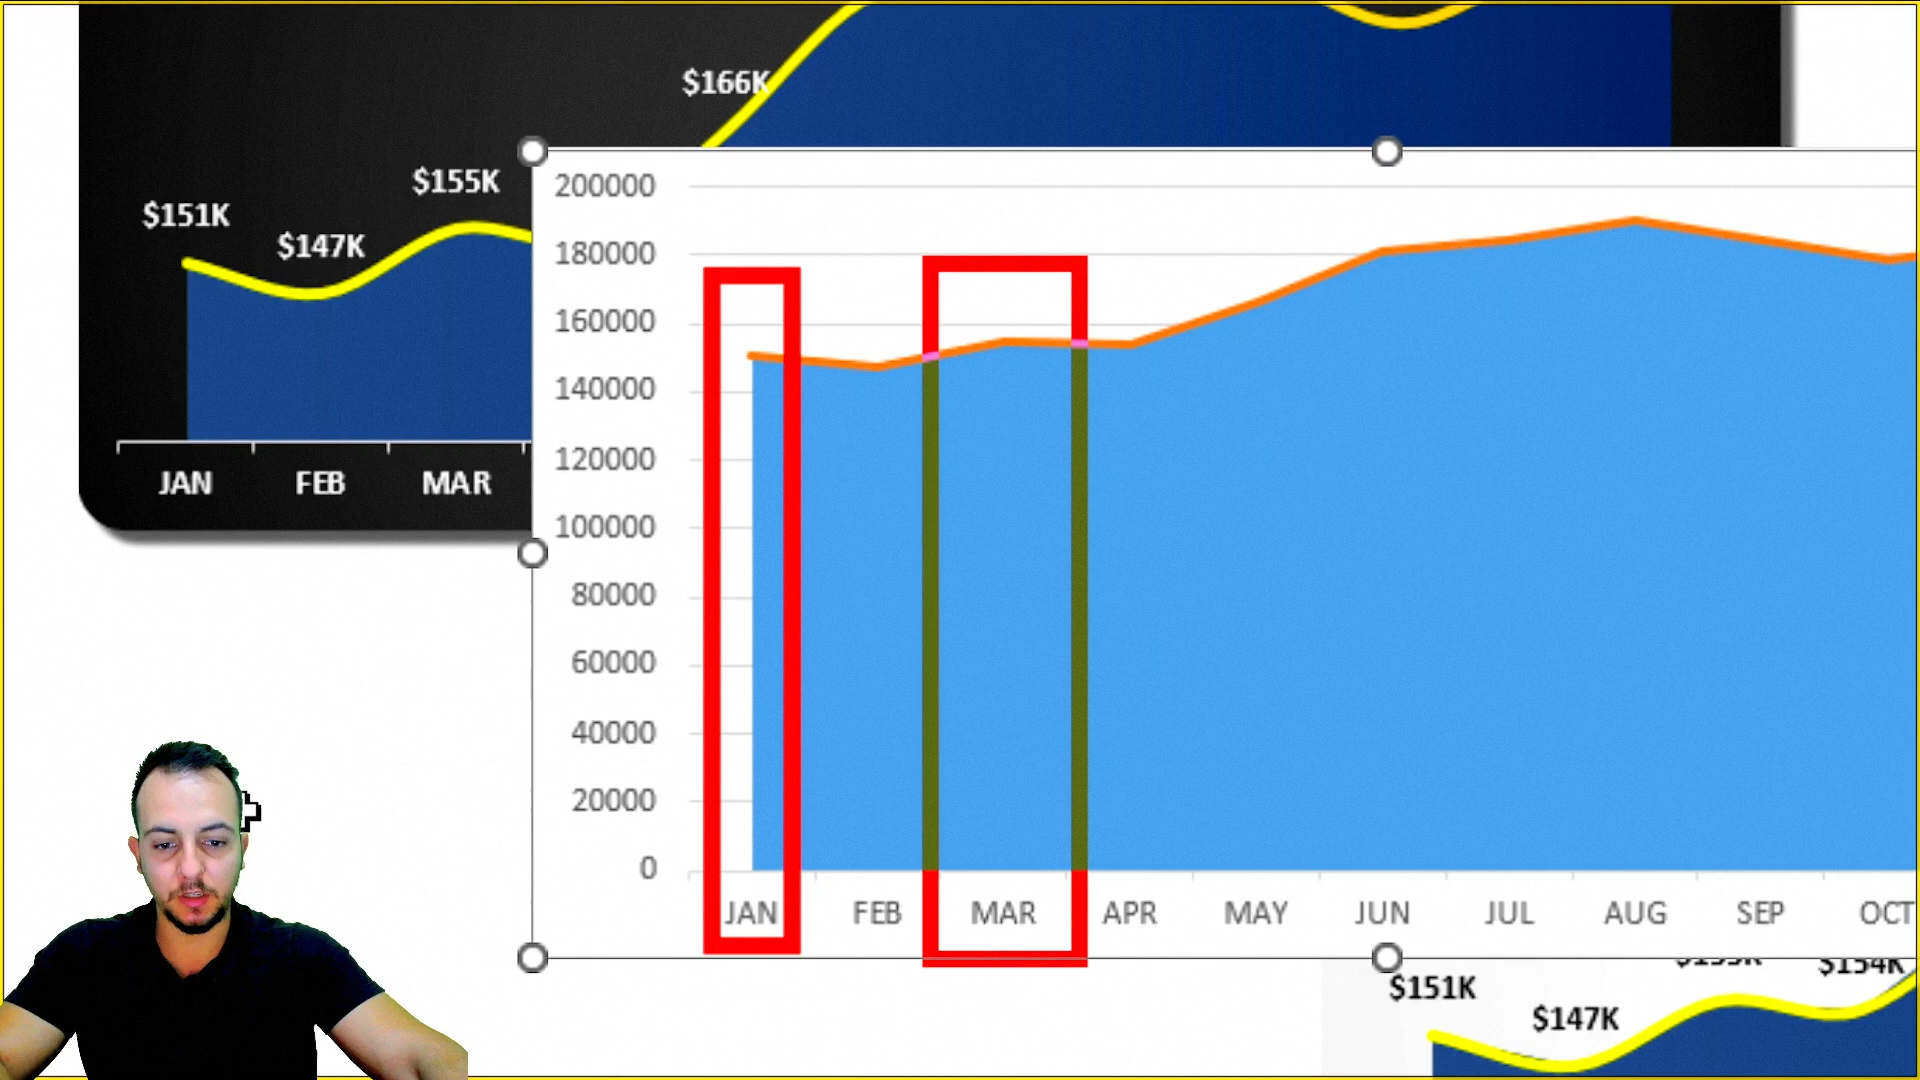 $166K
$155K
$151K
$147K
JAN FEB MAR
200000
180000
160000
140000
120000
100000
80000
60000
40000
20000
0
JAN FEB MAR APR MAY JUN JUL AUG SEP OCT
$154K
$151K
$147K